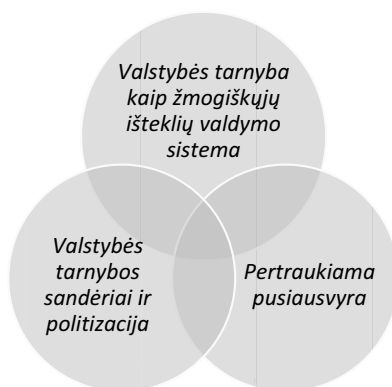 Valstybės tarnyba
kaip žmogiškųjų
išteklių valdymo
sistema
Valstybės
tarnybos
sandėriai ir
politizacija
Pertraukiama
pusiausvyra